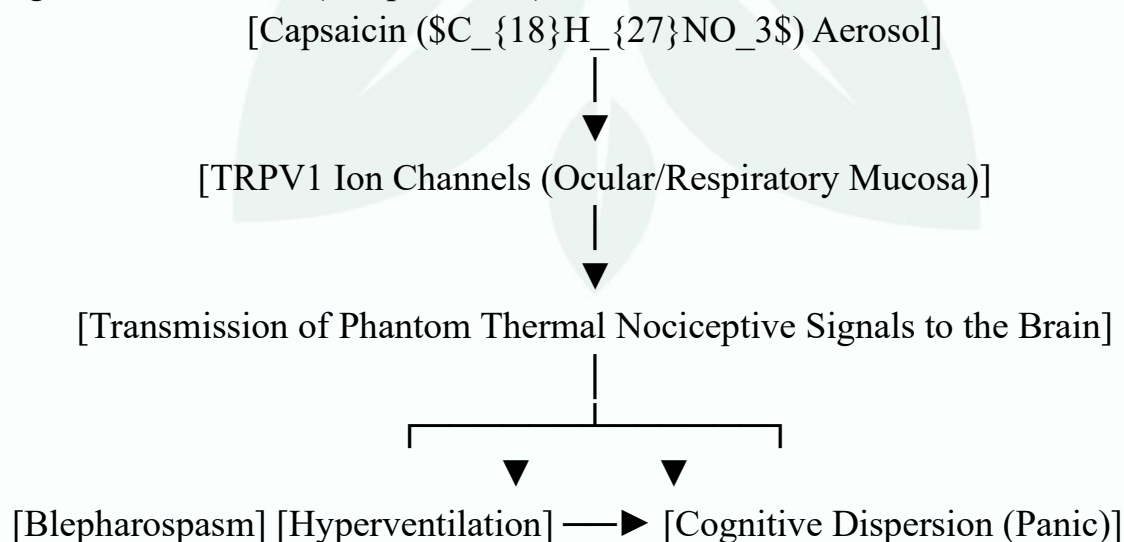 [Capsaicin ($C_{18}H_{27}NO_3$) Aerosol]
[TRPV1 Ion Channels (Ocular/Respiratory Mucosa)]
[Transmission of Phantom Thermal Nociceptive Signals to the Brain]
[Blepharospasm] [Hyperventilation] ──► [Cognitive Dispersion (Panic)]